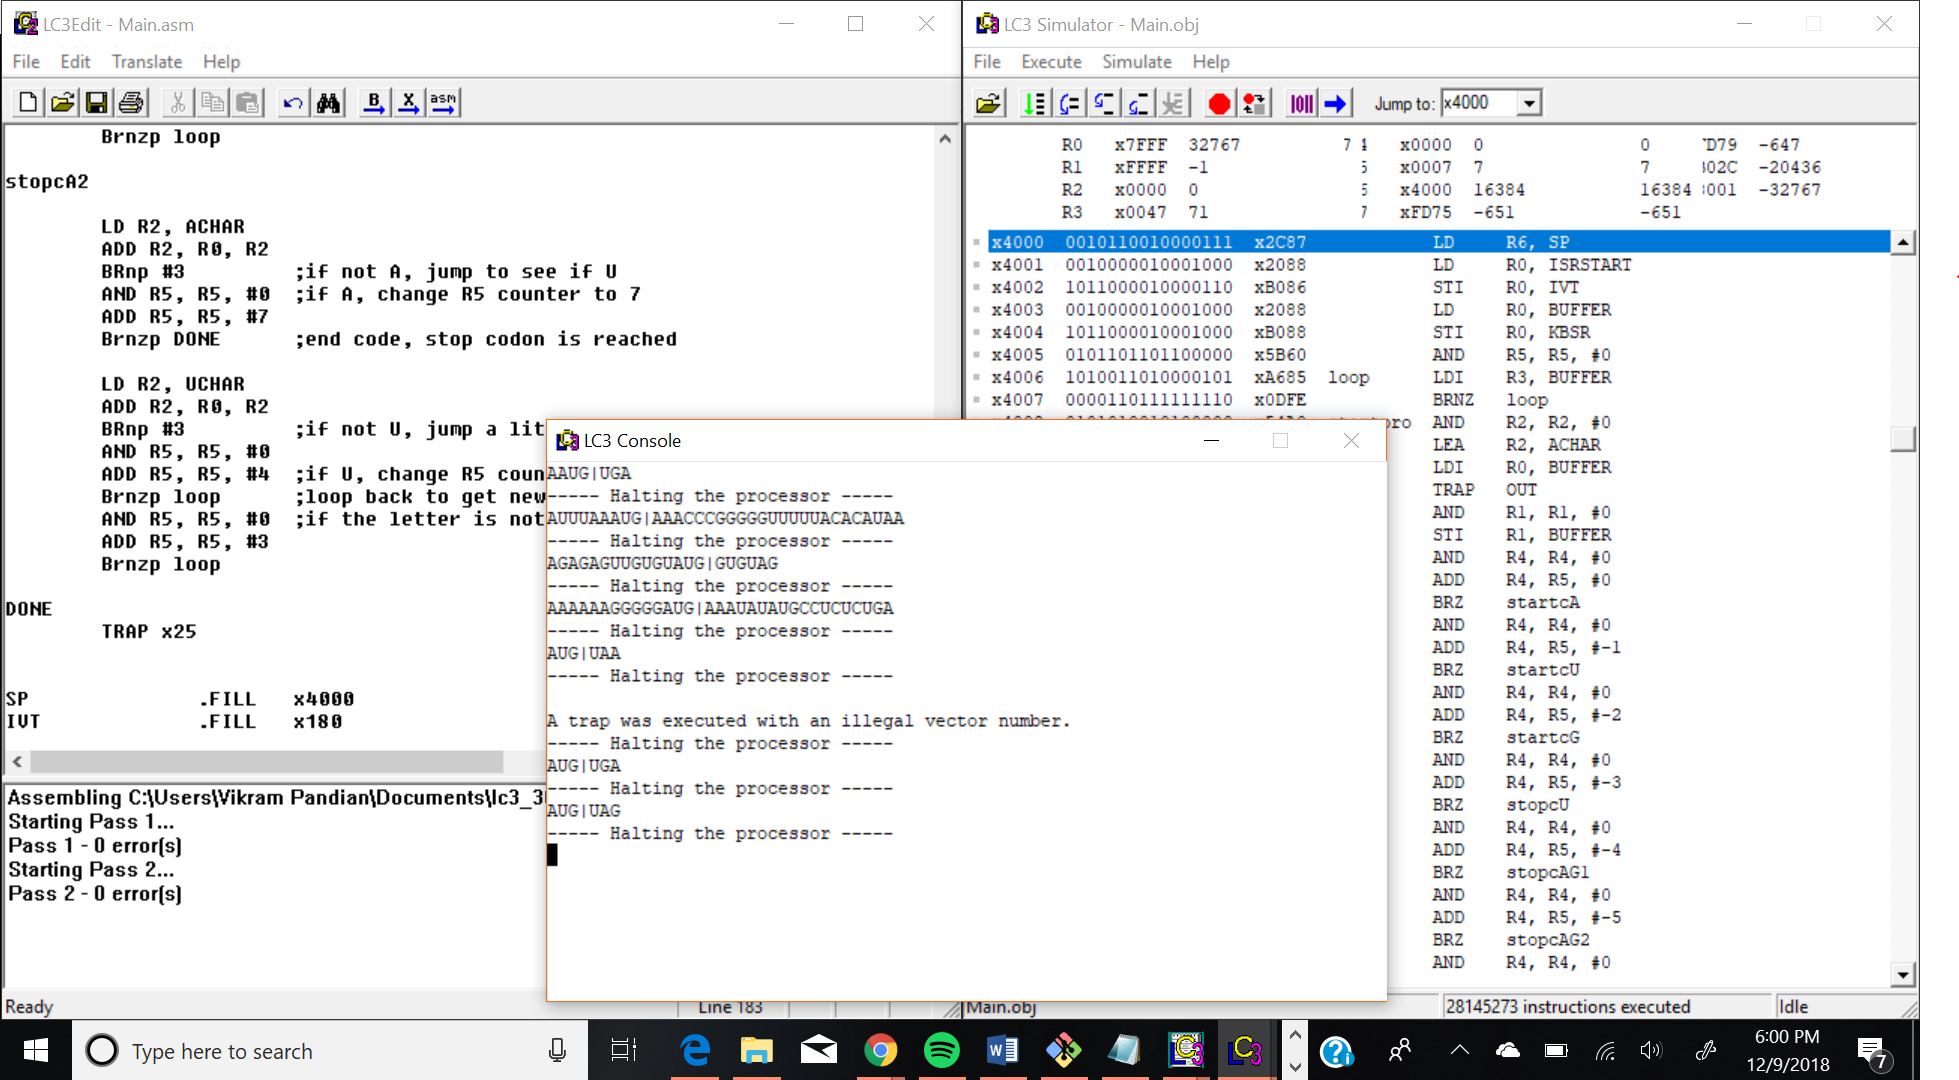 LC3Edit - Main.asm
File Edit Translate Help
B X asm
Brnzp loop
stopcA2
LD R2, ACHAR
ADD R2, R0, R2
BRnp #3 ;if not A, jump to see if U
AND R5, R5, #0 ;if A, change R5 counter to 7
ADD R5, R5, #7
Brnzp DONE ;end code, stop codon is reached
LD R2, UCHAR
ADD R2, R0, R2
BRnp #3 ;if not U, jump a lit
AND R5, R5, #0
ADD R5, R5, #4 ;if U, change R5 coun
Brnzp loop ;loop back to get new
AND R5, R5, #0 ;if the letter is not
ADD R5, R5, #3
Brnzp loop
DONE
TRAP x25
SP .FILL x4000
IVT .FILL x180
Assembling C:\Users\Vikram Pandian\Documents\lc3_3
Starting Pass 1...
Pass 1 - 0 error(s)
Starting Pass 2...
Pass 2 - 0 error(s)
Ready
Line 183
LC3 Simulator - Main.obj
File Execute Simulate Help
Jump to: x4000
R0 x7FFF 32767 7 4 x0000 0 0 D79 -647
R1 xFFFF -1 5 x0007 7 7 02C -20436
R2 x0000 0 5 x4000 16384 16384 001 -32767
R3 x0047 71 7 xFD75 -651 -651
x4000 0010110010000111 x2C87 LD R6, SP
x4001 0010000010001000 x2088 LD R0, ISRSTART
x4002 1011000010000110 xB086 STI R0, IVT
x4003 0010000010001000 x2088 LD R0, BUFFER
x4004 1011000010001000 xB088 STI R0, KBSR
x4005 0101101101100000 x5B60 AND R5, R5, #0
x4006 1010011010000101 xA685 loop LDI R3, BUFFER
x4007 0000110111111110 x0DFE BRNZ loop
ro AND R2, R2, #0
LEA R2, ACHAR
LDI R0, BUFFER
TRAP OUT
AND R1, R1, #0
STI R1, BUFFER
AND R4, R4, #0
ADD R4, R5, #0
BRZ startcA
AND R4, R4, #0
ADD R4, R5, #-1
BRZ startcU
AND R4, R4, #0
ADD R4, R5, #-2
BRZ startcG
AND R4, R4, #0
ADD R4, R5, #-3
BRZ stopcU
AND R4, R4, #0
ADD R4, R5, #-4
BRZ stopcAG1
AND R4, R4, #0
ADD R4, R5, #-5
BRZ stopcAG2
AND R4, R4, #0
Main.obj
28145273 instructions executed
Idle
LC3 Console
AAUG|UGA
----- Halting the processor -----
AUUUAAAUG|AAACCCGGGGGUUUUUACACAUAA
----- Halting the processor -----
AGAGAGUUGUGUAUG|GUGUAG
----- Halting the processor -----
AAAAAAGGGGGAUG|AAAUAUAUGCCUCUCUGA
----- Halting the processor -----
AUG|UAA
----- Halting the processor -----
A trap was executed with an illegal vector number.
----- Halting the processor -----
AUG|UGA
----- Halting the processor -----
AUG|UAG
----- Halting the processor -----
Type here to search
6:00 PM
12/9/2018
7